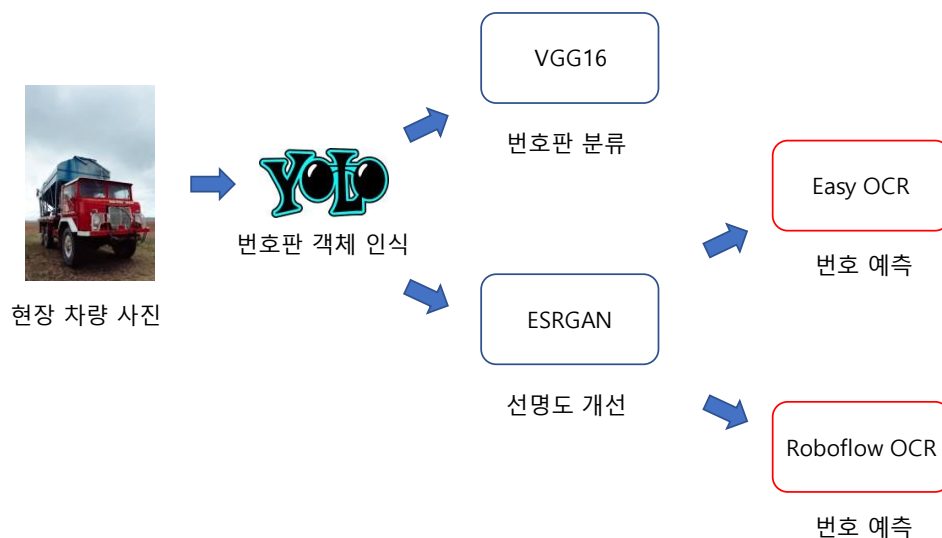 현장 차량 사진
YOLO
번호판 객체 인식
VGG16
번호판 분류
ESRGAN
선명도 개선
Easy OCR
번호 예측
Roboflow OCR
번호 예측